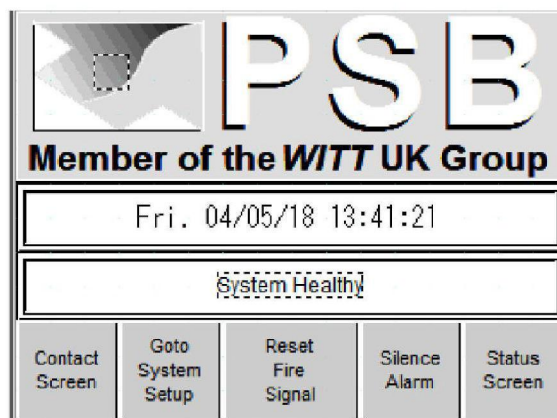 PSB
Member of the WITT UK Group
Fri. 04/05/18 13:41:21
System Healthy
Contact
Screen
Goto
System
Setup
Reset
Fire
Signal
Silence
Alarm
Status
Screen